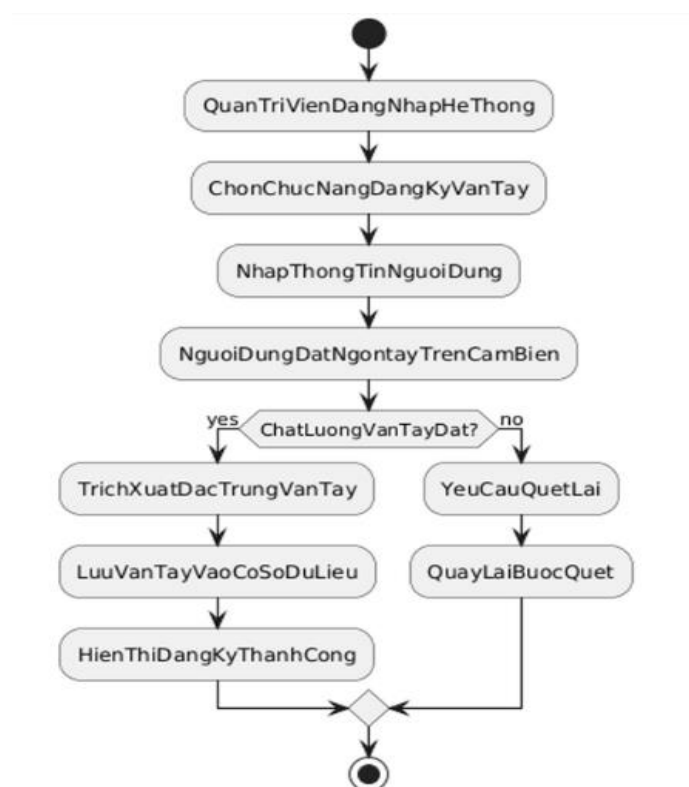 QuanTriVienDangNhapHeThong
ChonChucNangDangKyVanTay
NhapThongTinNguoiDung
NguoiDungDatNgontayTrenCamBien
yes
ChatLuongVanTayDat?
no
TrichXuatDacTrungVanTay
YeuCauQuetLai
LuuVanTayVaoCoSoDuLieu
QuayLaiBuocQuet
HienThiDangKyThanhCong